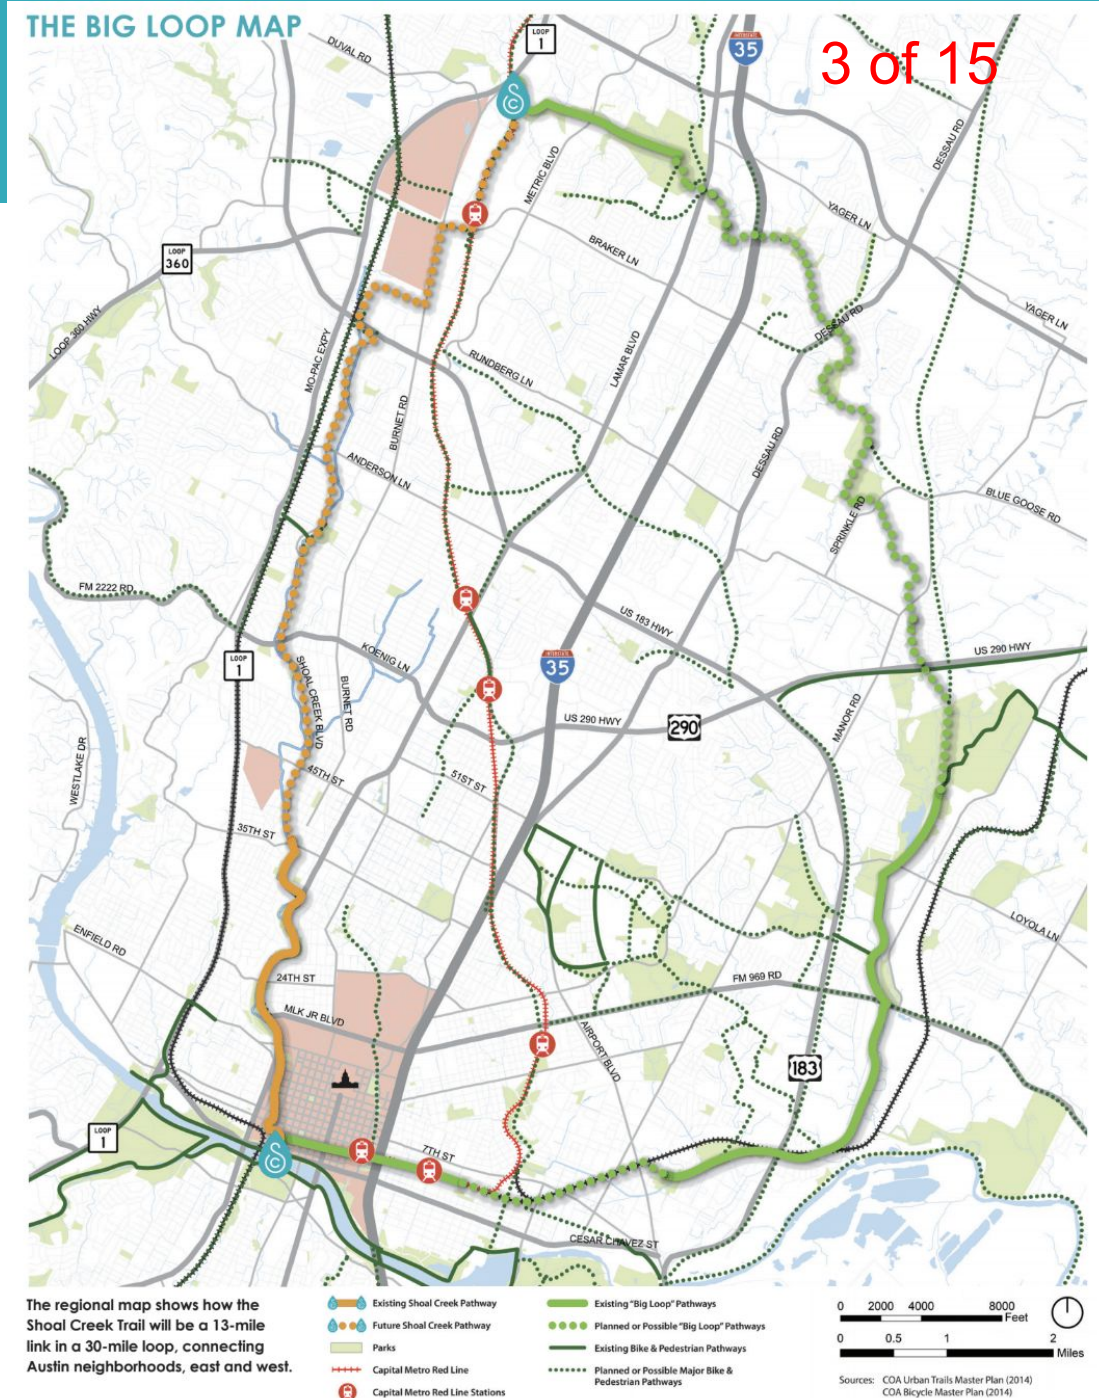 THE BIG LOOP MAP
3 of 15
LOOP
1
INTERSTATE
35
DUVAL RD
DESSAU RD
METRIC BLVD
YAGER LN
BRAKER LN
LOOP
360
LOOP 360 HWY
YAGER LN
DESSAU RD
MO-PAC EXPY
RUNDBERG LN
LAMAR BLVD
BURNET RD
DESSAU RD
ANDERSON LN
BLUE GOOSE RD
SPRINKLE RD
FM 2222 RD
US 183 HWY
KOENIG LN
US 290 HWY
LOOP
1
INTERSTATE
35
SHOAL CREEK BLVD
BURNET RD
MANOR RD
US 290 HWY
290
WESTLAKE DR
45TH ST
51ST ST
35TH ST
LOYOLA LN
ENFIELD RD
24TH ST
FM 969 RD
MLK JR BLVD
AIRPORT BLVD
183
LOOP
1
7TH ST
CESAR CHAVEZ ST
The regional map shows how the
Shoal Creek Trail will be a 13-mile
link in a 30-mile loop, connecting
Austin neighborhoods, east and west.
Existing Shoal Creek Pathway
Future Shoal Creek Pathway
Parks
Capital Metro Red Line
Capital Metro Red Line Stations
Existing "Big Loop" Pathways
Planned or Possible "Big Loop" Pathways
Existing Bike & Pedestrian Pathways
Planned or Possible Major Bike &
Pedestrian Pathways
0 2000 4000 8000
Feet
0 0.5 1 2
Miles
Sources: COA Urban Trails Master Plan (2014)
COA Bicycle Master Plan (2014)